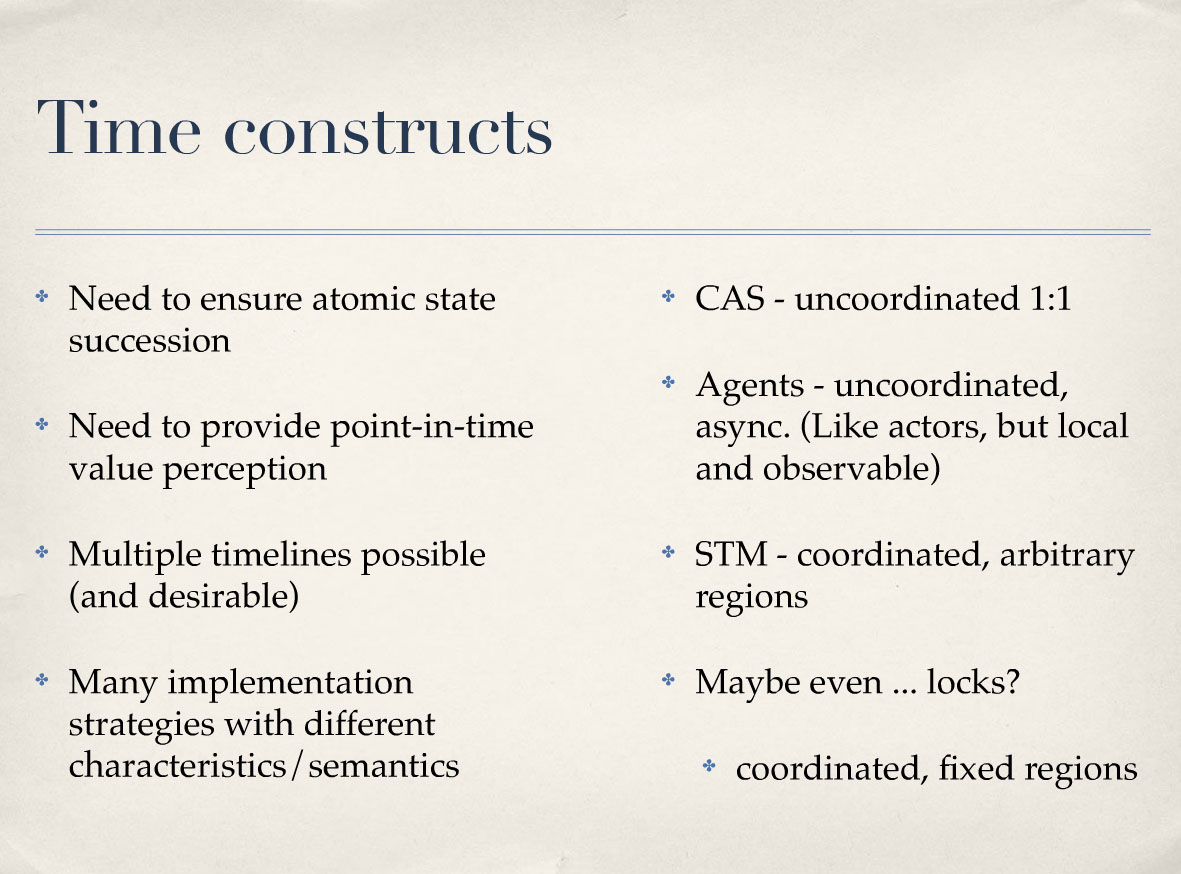 Time constructs
Need to ensure atomic state
succession
Need to provide point-in-time
value perception
Multiple timelines possible
(and desirable)
Many implementation
strategies with different
characteristics/semantics
CAS - uncoordinated 1:1
Agents - uncoordinated,
async. (Like actors, but local
and observable)
STM - coordinated, arbitrary
regions
Maybe even ... locks?
coordinated, fixed regions